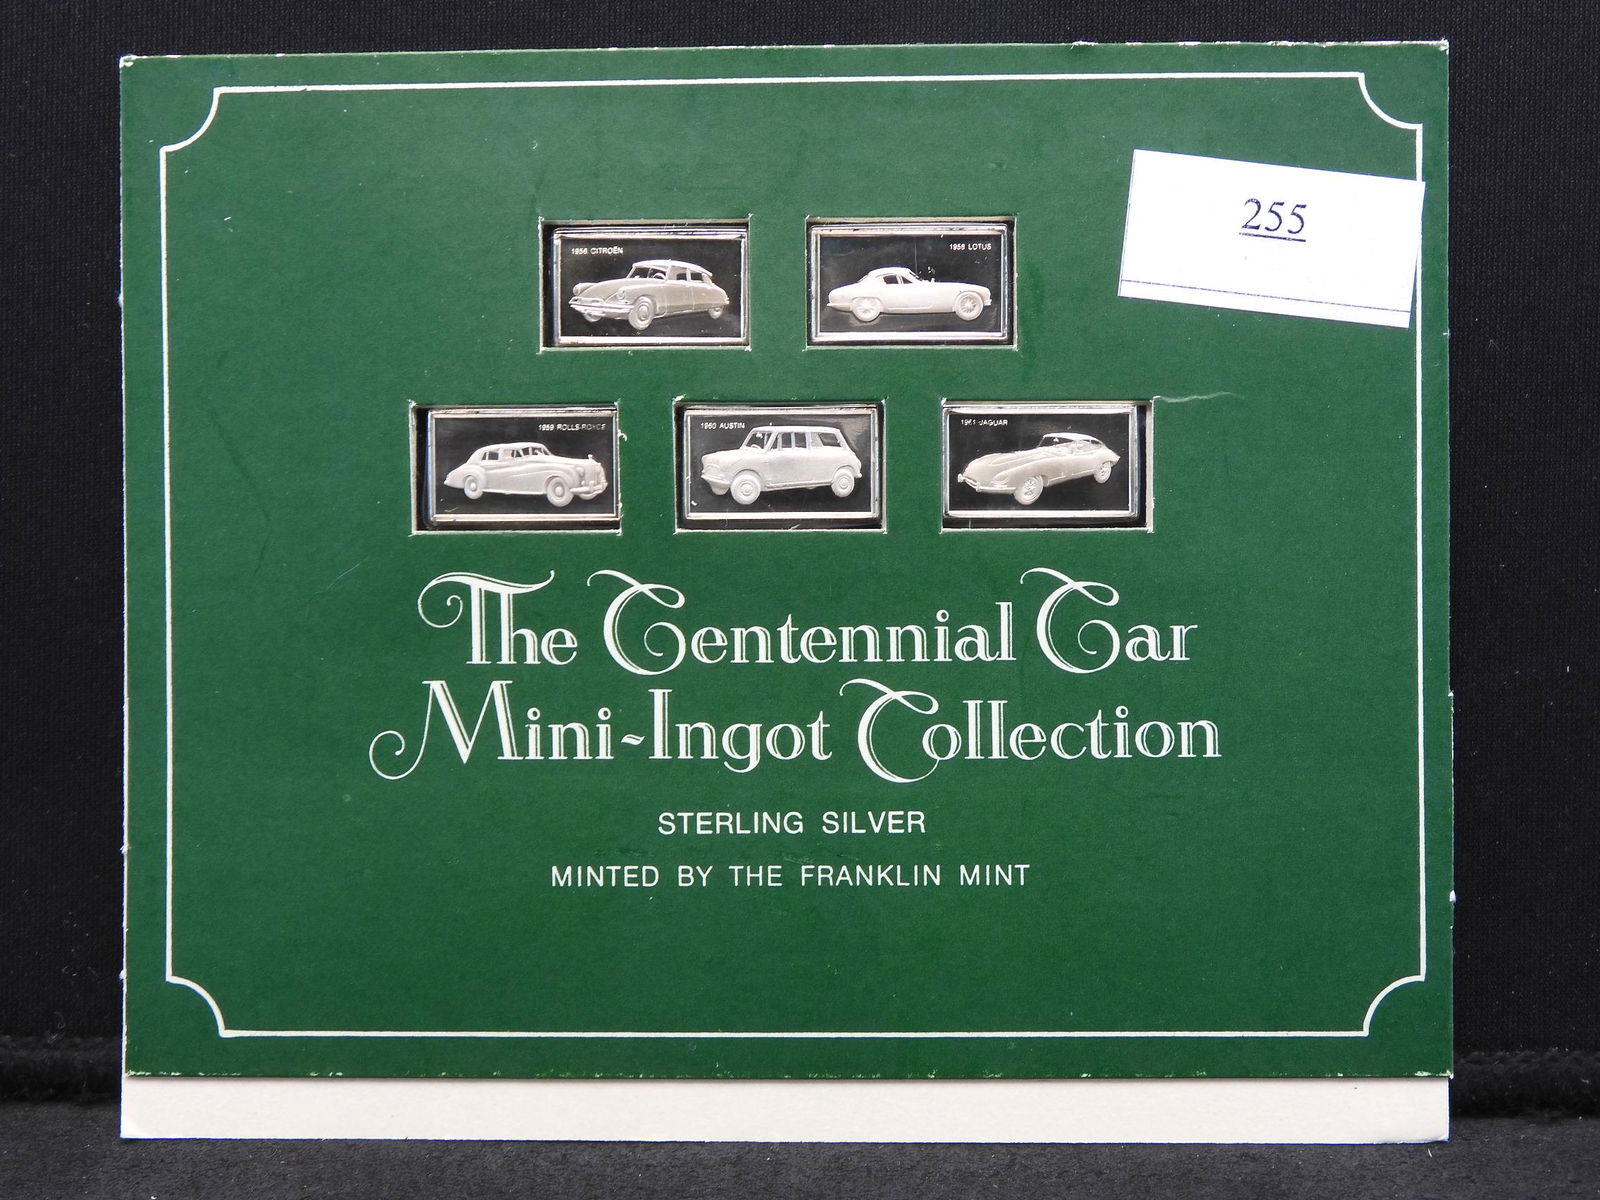 255
1956 CITROËN
1956 LOTUS
1959 ROLLS-ROYCE
1960 AUSTIN
1961 JAGUAR
The Centennial Car
Mini-Ingot Collection
STERLING SILVER
MINTED BY THE FRANKLIN MINT